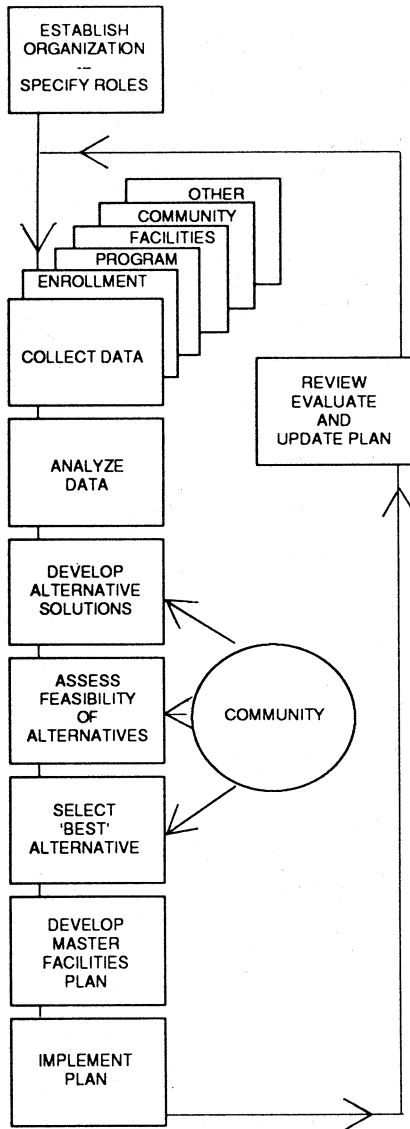 ESTABLISH
ORGANIZATION
---
SPECIFY ROLES
OTHER
COMMUNITY
FACILITIES
PROGRAM
ENROLLMENT
COLLECT DATA
REVIEW
EVALUATE
AND
UPDATE PLAN
ANALYZE
DATA
DEVELOP
ALTERNATIVE
SOLUTIONS
ASSESS
FEASIBILITY
OF
ALTERNATIVES
COMMUNITY
SELECT
'BEST'
ALTERNATIVE
DEVELOP
MASTER
FACILITIES
PLAN
IMPLEMENT
PLAN